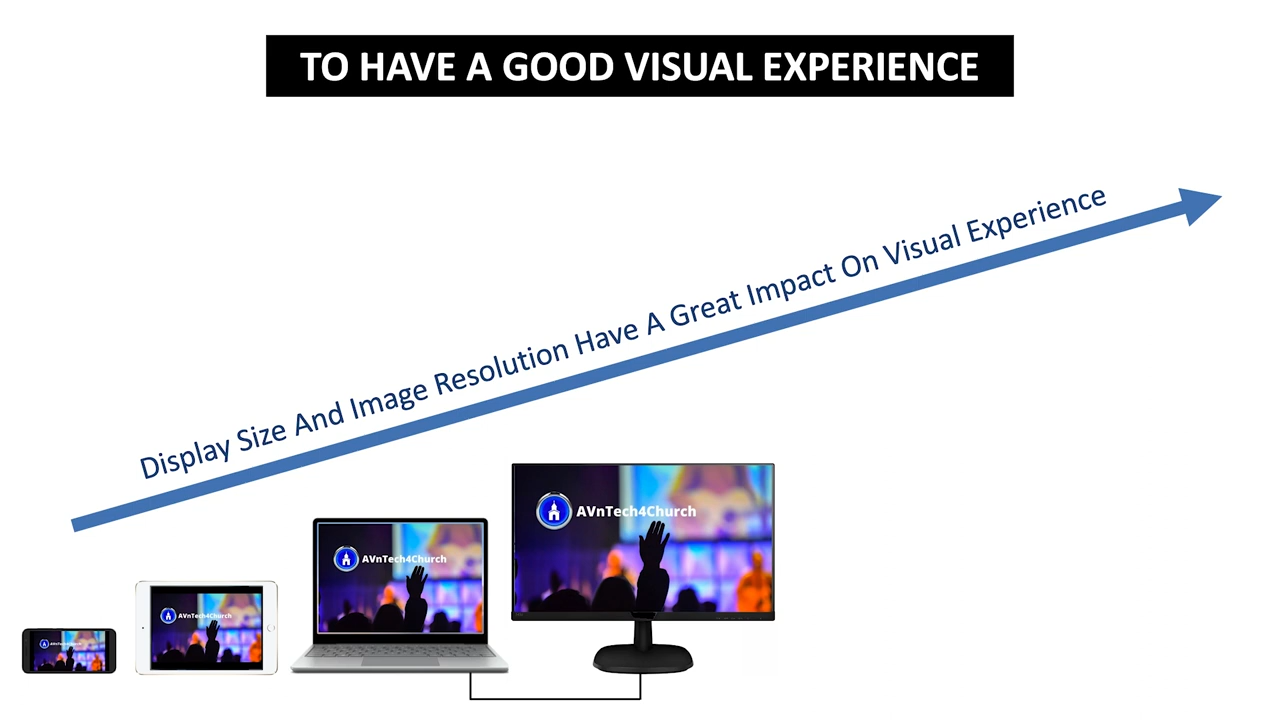 TO HAVE A GOOD VISUAL EXPERIENCE
Display Size And Image Resolution Have A Great Impact On Visual Experience
AVnTech4Church
AVnTech4Church
AVnTech4Church